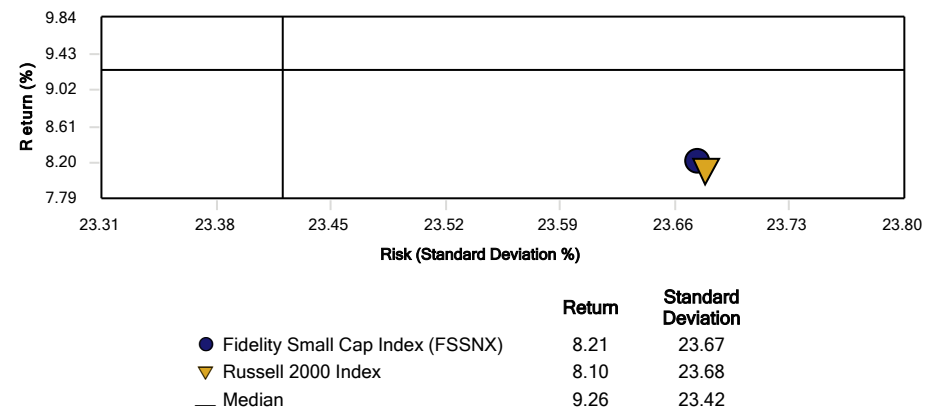 9.84
9.43
9.02
8.61
8.20
7.79
Return (%)
23.31 23.38 23.45 23.52 23.59 23.66 23.73 23.80
Risk (Standard Deviation %)
Return Standard Deviation
Fidelity Small Cap Index (FSSNX) 8.21 23.67
Russell 2000 Index 8.10 23.68
Median 9.26 23.42